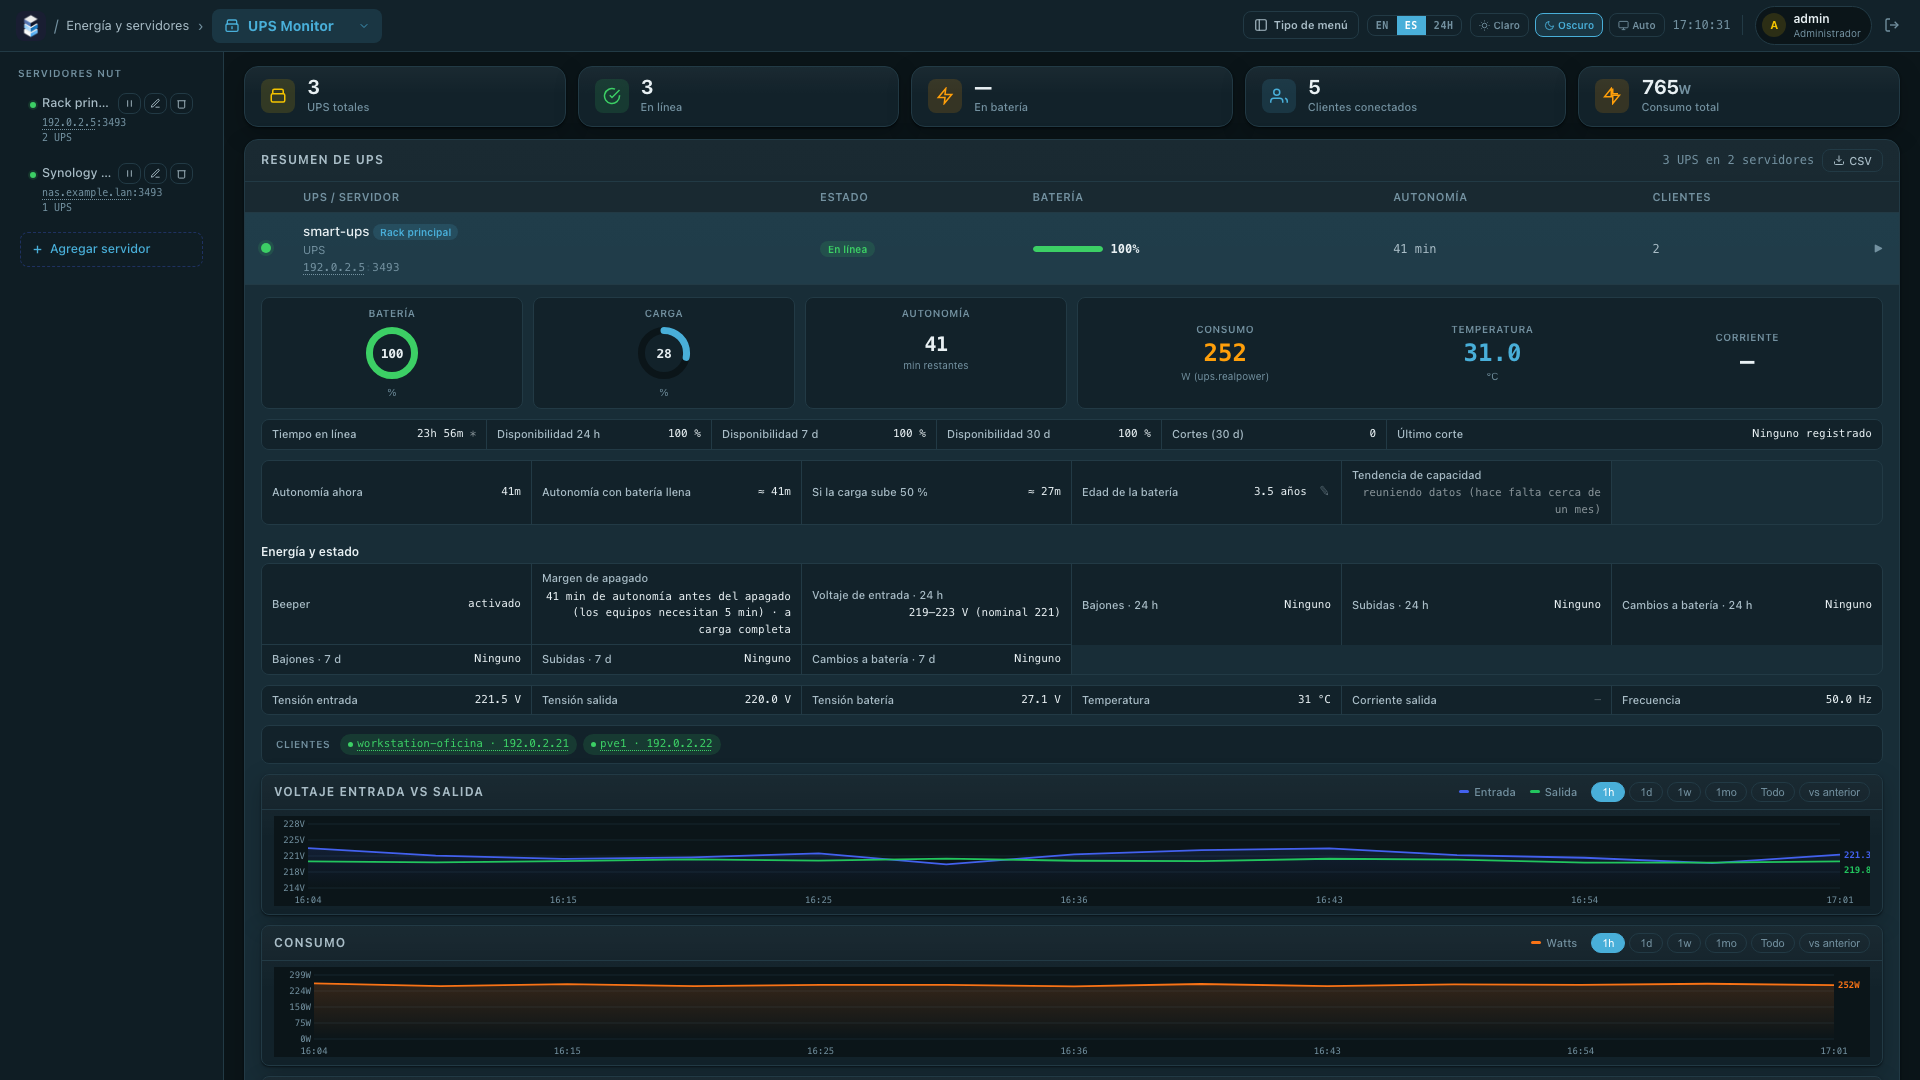 / Energía y servidores › UPS Monitor
Tipo de menú EN ES 24H Claro Oscuro Auto 17:10:31 A admin
Administrador
SERVIDORES NUT
Rack prin...
192.0.2.5:3493
2 UPS
Synology ...
nas.example.lan:3493
1 UPS
+ Agregar servidor
3
UPS totales
3
En línea
—
En batería
5
Clientes conectados
765W
Consumo total
RESUMEN DE UPS
3 UPS en 2 servidores CSV
UPS / SERVIDOR ESTADO BATERÍA AUTONOMÍA CLIENTES
smart-ups Rack principal
UPS
192.0.2.5:3493
En línea 100% 41 min 2
BATERÍA
100
%
CARGA
28
%
AUTONOMÍA
41
min restantes
CONSUMO
252
W (ups.realpower)
TEMPERATURA
31.0
°C
CORRIENTE
—
Tiempo en línea 23h 56m *
Disponibilidad 24 h 100 %
Disponibilidad 7 d 100 %
Disponibilidad 30 d 100 %
Cortes (30 d) 0
Último corte Ninguno registrado
Autonomía ahora 41m
Autonomía con batería llena ≈ 41m
Si la carga sube 50 % ≈ 27m
Edad de la batería 3.5 años
Tendencia de capacidad
reuniendo datos (hace falta cerca de
un mes)
Energía y estado
Beeper activado
Margen de apagado
41 min de autonomía antes del apagado
(los equipos necesitan 5 min) · a
carga completa
Voltaje de entrada · 24 h
219–223 V (nominal 221)
Bajones · 24 h Ninguno
Subidas · 24 h Ninguno
Cambios a batería · 24 h Ninguno
Bajones · 7 d Ninguno
Subidas · 7 d Ninguno
Cambios a batería · 7 d Ninguno
Tensión entrada 221.5 V
Tensión salida 220.0 V
Tensión batería 27.1 V
Temperatura 31 °C
Corriente salida —
Frecuencia 50.0 Hz
CLIENTES workstation-oficina · 192.0.2.21 pve1 · 192.0.2.22
VOLTAJE ENTRADA VS SALIDA
Entrada Salida 1h 1d 1w 1mo Todo vs anterior
228V
225V
221V
218V
214V
221.3
219.8
16:04 16:15 16:25 16:36 16:43 16:54 17:01
CONSUMO
Watts 1h 1d 1w 1mo Todo vs anterior
299W
224W
150W
75W
0W
252W
16:04 16:15 16:25 16:36 16:43 16:54 17:01